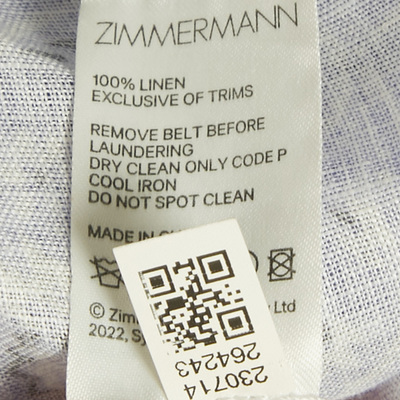 ZIMMERMANN
100% LINEN
EXCLUSIVE OF TRIMS
REMOVE BELT BEFORE
LAUNDERING
DRY CLEAN ONLY CODE P
COOL IRON
DO NOT SPOT CLEAN
MADE IN
© Zim Ltd
2022,
230714
264243